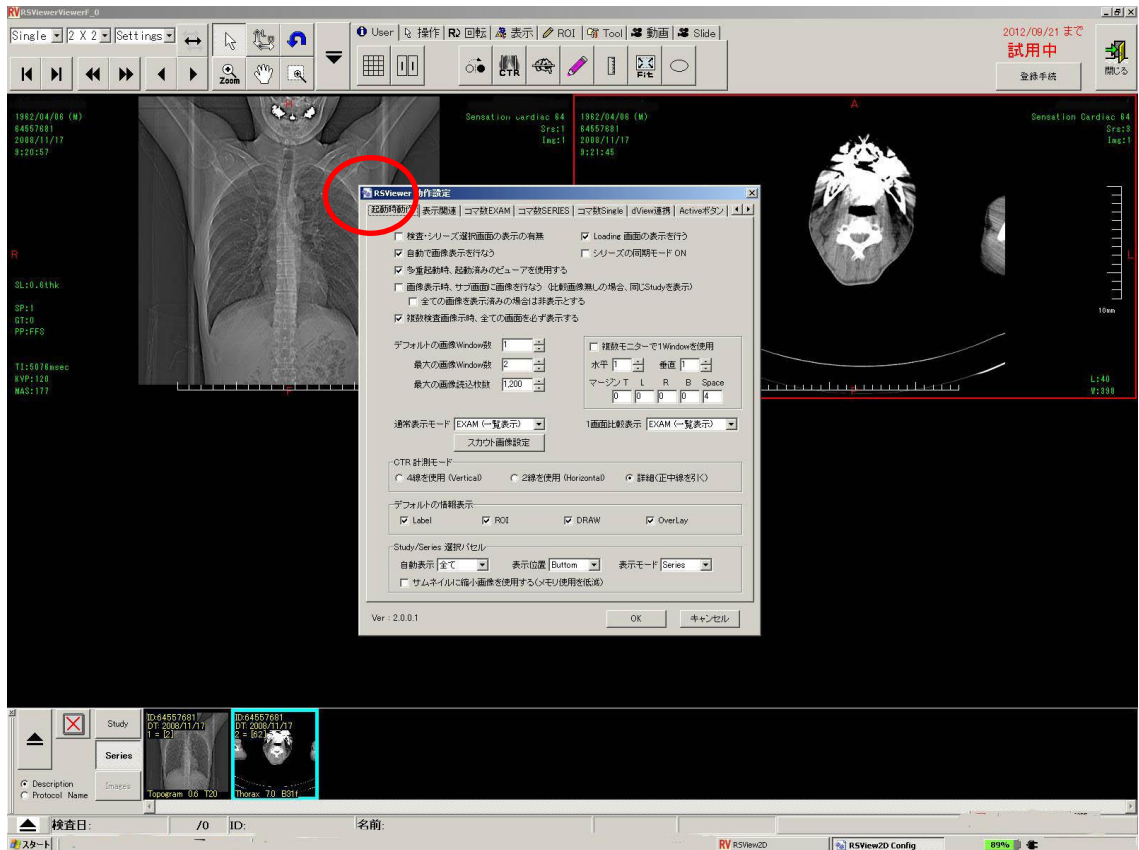 RSViewerViewerF_0
Single 2 X 2 Settings
Zoom
User 操作 回転 表示 ROI Tool 動画 Slide
CTR Fit
2012/09/21 まで
試用中
登録手続
閉じる
1962/04/06 (M)
64557681
2008/11/17
9:20:57
H
Sensation Cardiac 64
Srs:1
Img:1
R
SL:0.6thk
SP:1
GT:0
PP:FFS
TI:5076msec
KVP:120
MAS:177
F
1962/04/06 (M)
64557681
2008/11/17
9:21:45
A
Sensation Cardiac 64
Srs:3
Img:1
L
10mm
L:40
W:398
RSViewer 動作設定
起動時動作 表示関連 コマ数EXAM コマ数SERIES コマ数Single dView連携 Activeボタン
検査・シリーズ選択画面の表示の有無
Loading 画面の表示を行う
自動で画像表示を行なう
シリーズの同期モード ON
多重起動時、起動済みのビューアを使用する
画像表示時、サブ画面に画像を行なう (比較画像無しの場合、同じStudyを表示)
全ての画像を表示済みの場合は非表示とする
複数検査画像示時、全ての画面を必ず表示する
デフォルトの画像Window数 1
最大の画像Window数 2
最大の画像読込枚数 1,200
複数モニターで1Windowを使用
水平 1 垂直 1
マージン T L R B Space
0 0 0 0 4
通常表示モード EXAM (一覧表示)
1画面比較表示 EXAM (一覧表示)
スカウト画像設定
CTR 計測モード
4線を使用 (Vertical) 2線を使用 (Horizontal) 詳細(正中線を引く)
デフォルトの情報表示
Label ROI DRAW OverLay
Study/Series 選択パセル
自動表示 全て 表示位置 Buttom 表示モード Series
サムネイルに縮小画像を使用する(メモリ使用を低減)
Ver : 2.0.0.1
OK キャンセル
Study
Series
Images
Description
Protocol Name
ID:64557681
DT: 2008/11/17
1 = [2]
Topogram 0.6 T20
ID:64557681
DT: 2008/11/17
2 = [62]
Thorax 7.0 B31f
検査日: /0 ID: 名前:
スタート
RV RSView2D
RSView2D Config
89%